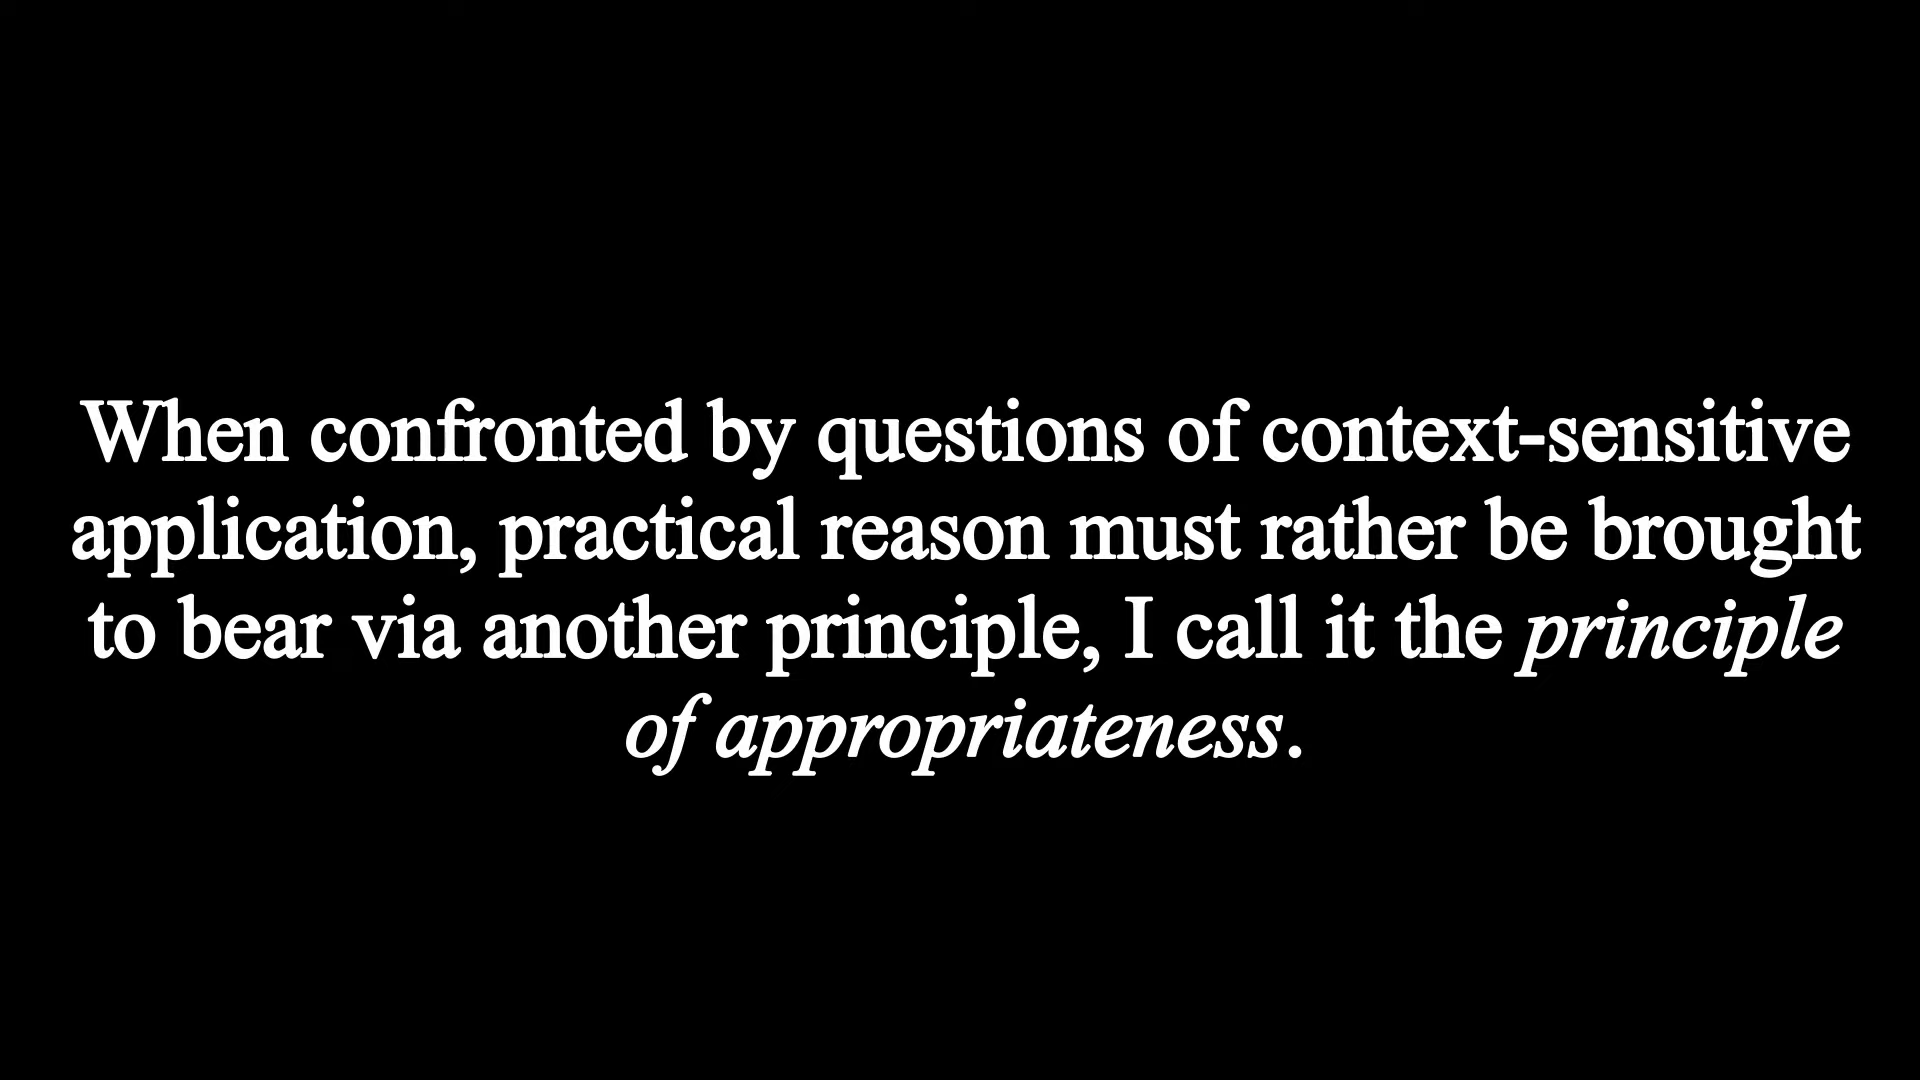 When confronted by questions of context-sensitive
application, practical reason must rather be brought
to bear via another principle, I call it the principle
of appropriateness.